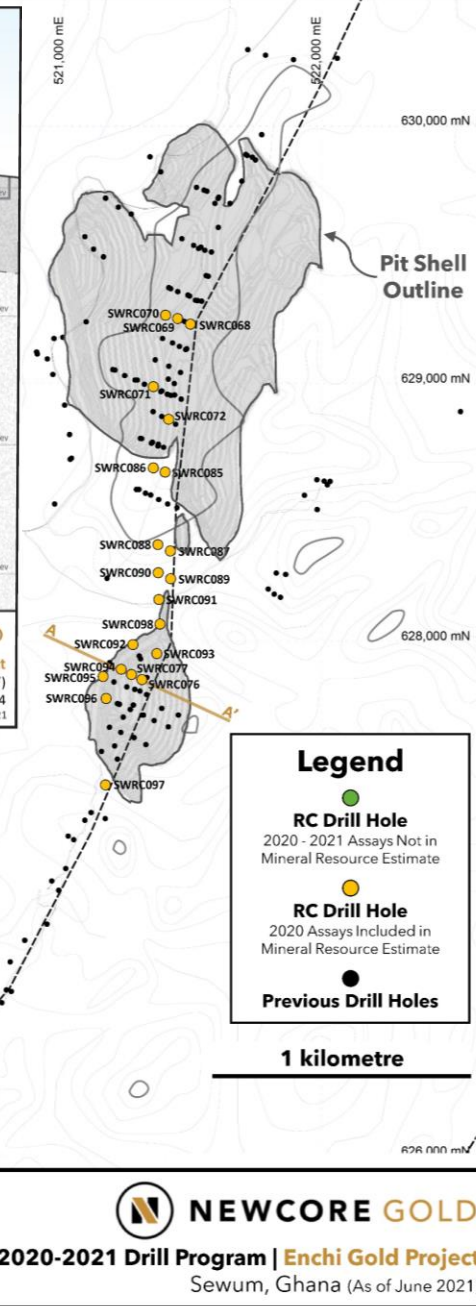 521,000 mE
522,000 mE
630,000 mN
Pit Shell
Outline
SWRC070
SWRC069
SWRC068
629,000 mN
SWRC071
SWRC072
SWRC086
SWRC085
SWRC088
SWRC087
SWRC090
SWRC089
SWRC091
SWRC098
628,000 mN
A
SWRC092
SWRC093
SWRC094
SWRC077
SWRC095
SWRC076
SWRC096
A'
SWRC097
Legend
RC Drill Hole
2020 - 2021 Assays Not in
Mineral Resource Estimate
RC Drill Hole
2020 Assays Included in
Mineral Resource Estimate
Previous Drill Holes
1 kilometre
626,000 mN
N NEWCORE GOLD
2020-2021 Drill Program | Enchi Gold Project
Sewum, Ghana (As of June 2021